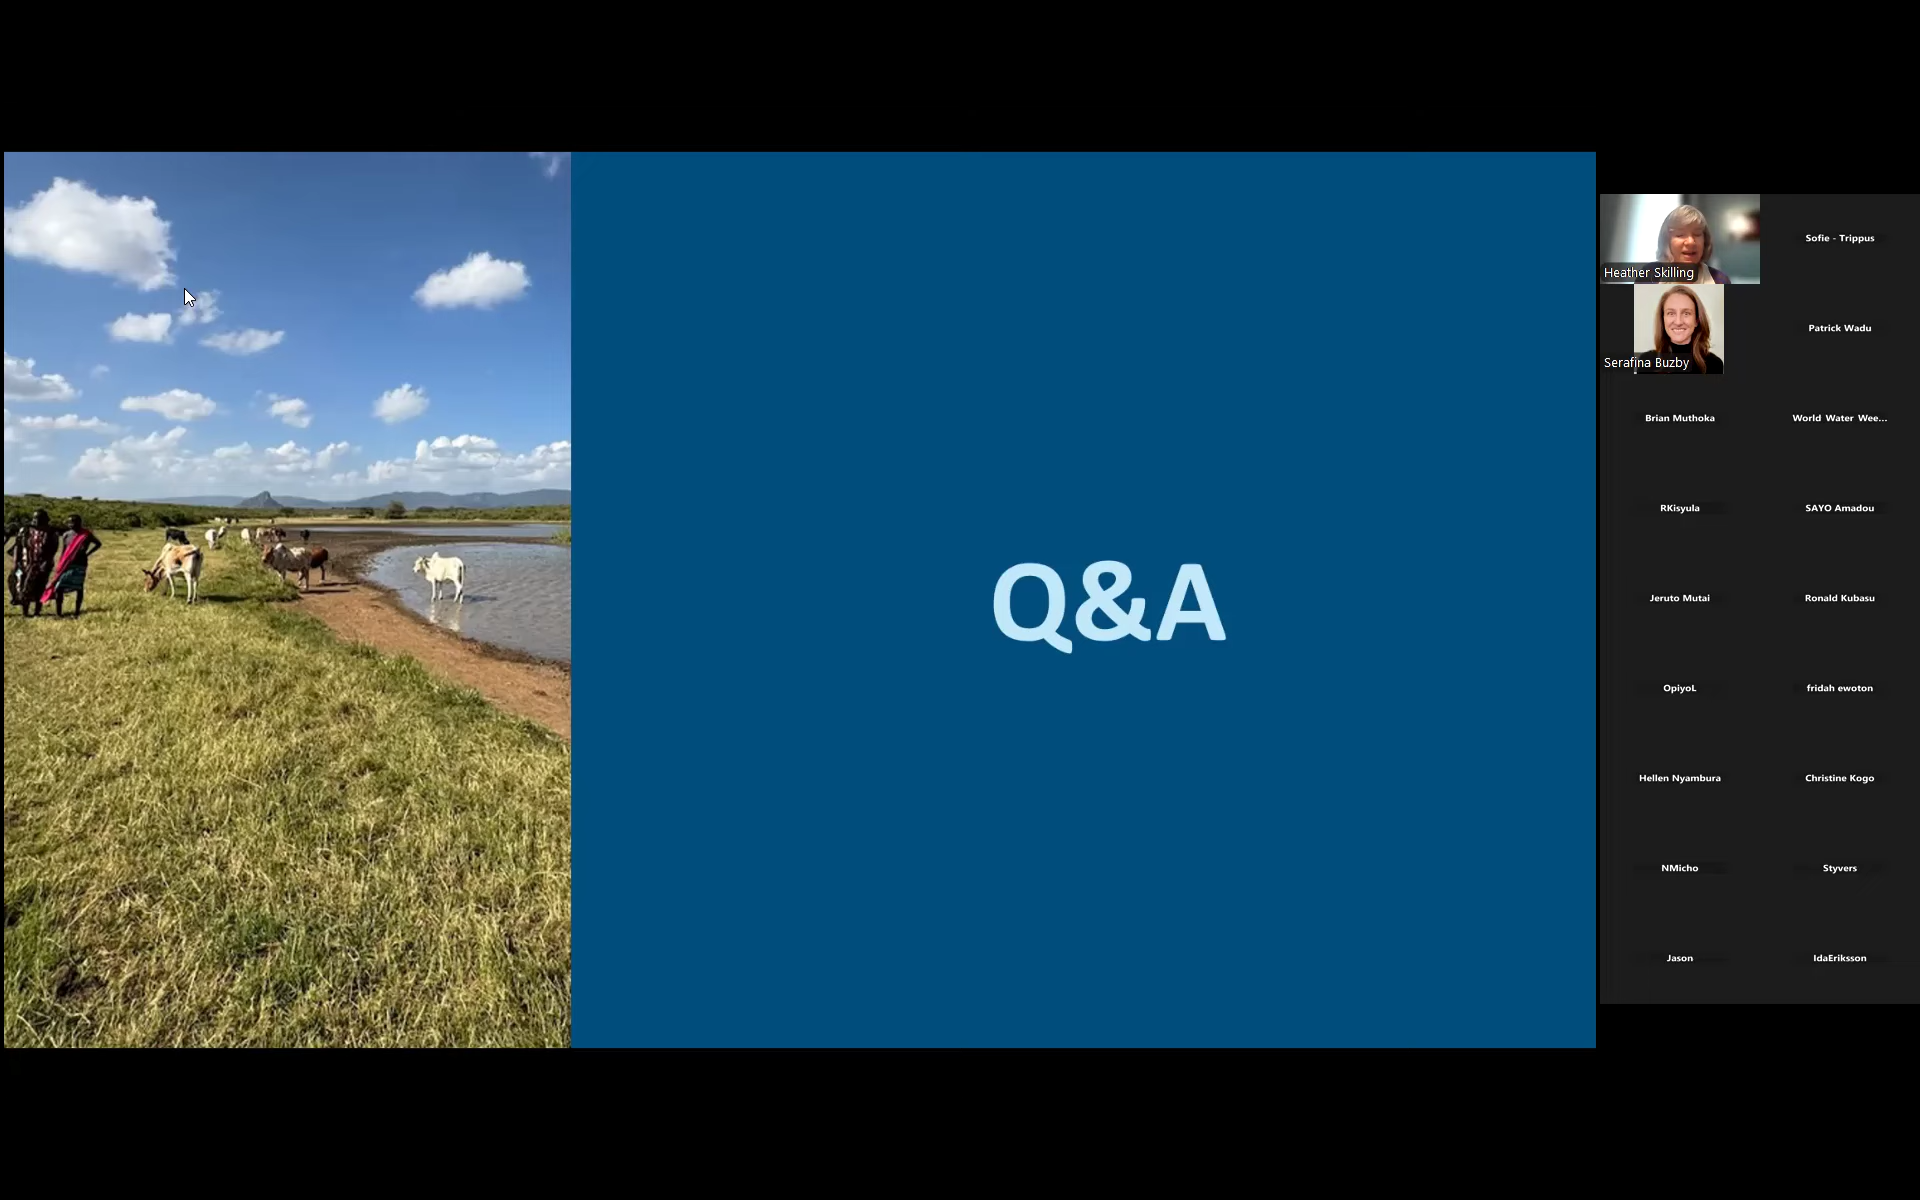 Q&A
Heather Skilling
Sofie - Trippus
Serafina Buzby
Patrick Wadu
Brian Muthoka
World Water Wee...
RKisyula
SAYO Amadou
Jeruto Mutai
Ronald Kubasu
OpiyoL
fridah ewoton
Hellen Nyambura
Christine Kogo
NMicho
Styvers
Jason
IdaEriksson